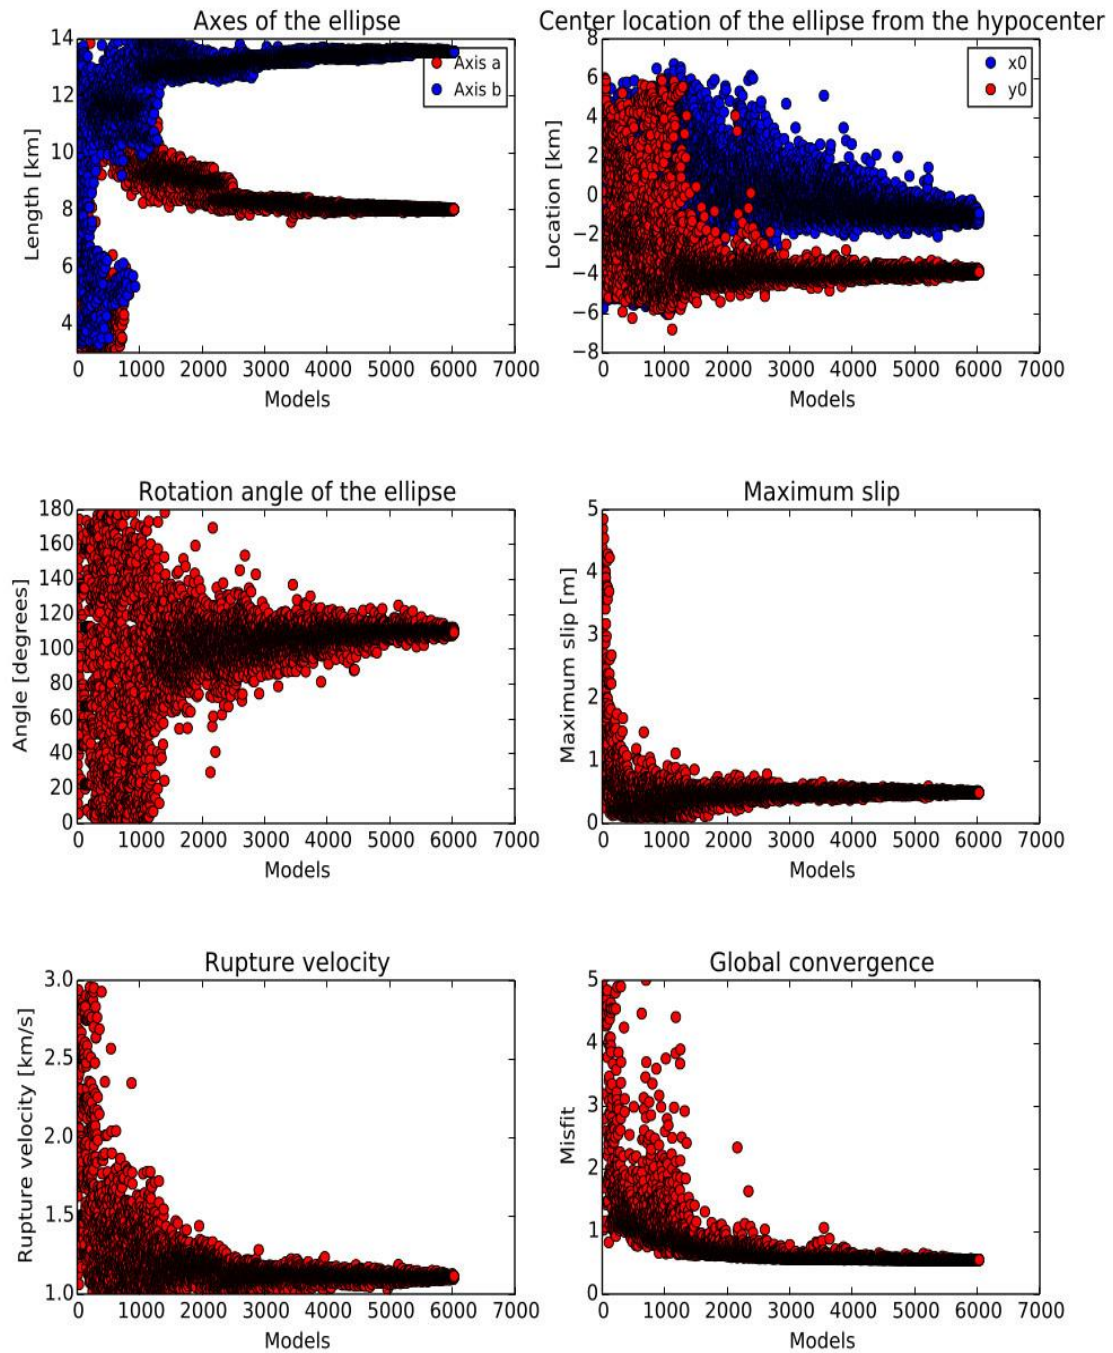 Axes of the ellipse
14
12
10
8
6
4
Length [km]
Axis a
Axis b
0 1000 2000 3000 4000 5000 6000 7000
Models
Center location of the ellipse from the hypocenter
8
6
4
2
0
−2
−4
−6
−8
Location [km]
x0
y0
0 1000 2000 3000 4000 5000 6000 7000
Models
Rotation angle of the ellipse
180
160
140
120
100
80
60
40
20
0
Angle [degrees]
0 1000 2000 3000 4000 5000 6000 7000
Models
Maximum slip
5
4
3
2
1
0
Maximum slip [m]
0 1000 2000 3000 4000 5000 6000 7000
Models
Rupture velocity
3.0
2.5
2.0
1.5
1.0
Rupture velocity [km/s]
0 1000 2000 3000 4000 5000 6000 7000
Models
Global convergence
5
4
3
2
1
0
Misfit
0 1000 2000 3000 4000 5000 6000 7000
Models